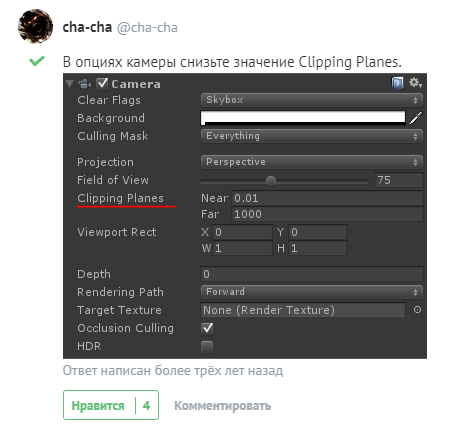 cha-cha @cha-cha
В опциях камеры снизьте значение Clipping Planes.
Camera
Clear Flags Skybox
Background
Culling Mask Everything
Projection Perspective
Field of View 75
Clipping Planes Near 0.01
Far 1000
Viewport Rect X 0 Y 0
W 1 H 1
Depth 0
Rendering Path Forward
Target Texture None (Render Texture)
Occlusion Culling
HDR
Ответ написан более трёх лет назад
Нравится 4 Комментировать